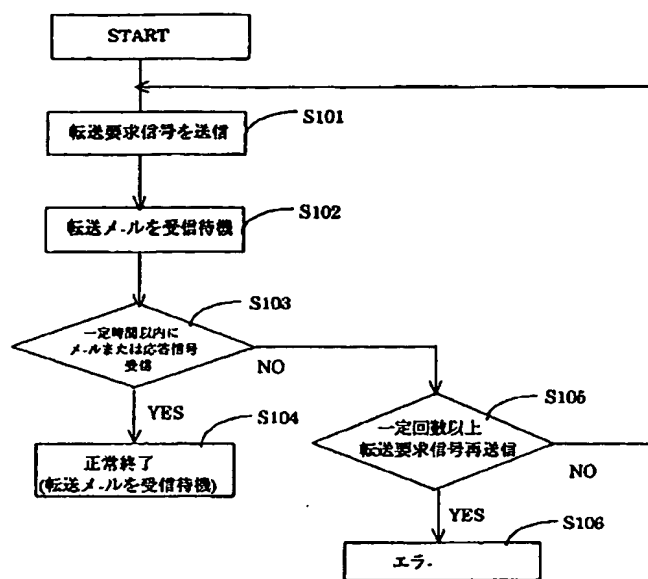 START
転送要求信号を送信
S101
転送メ-ルを受信待機
S102
一定時間以内に
メ-ルまたは応答信号
受信
S103
NO
YES
正常終了
(転送メ-ルを受信待機)
S104
一定回数以上
転送要求信号再送信
S105
NO
YES
エラ-
S106